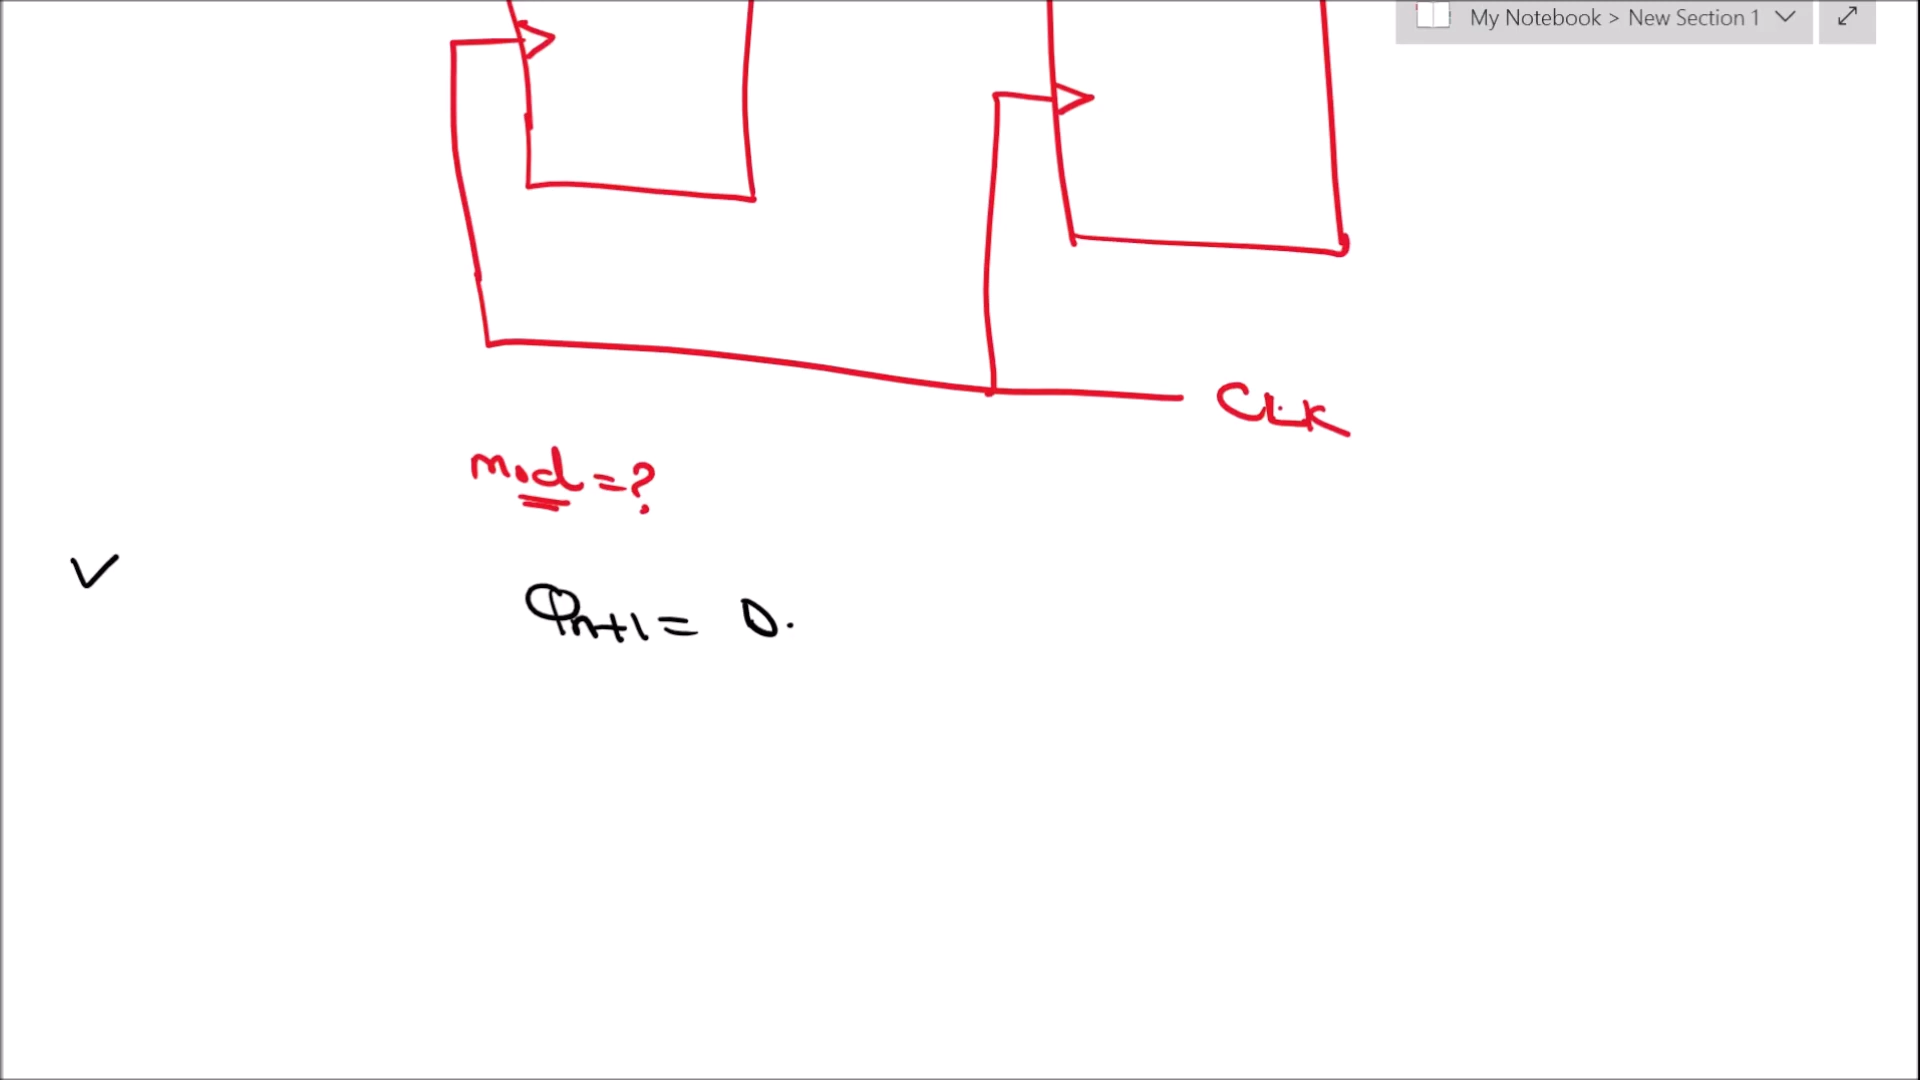 My Notebook > New Section 1
CLK
mod = ?
Qn+1 = D.